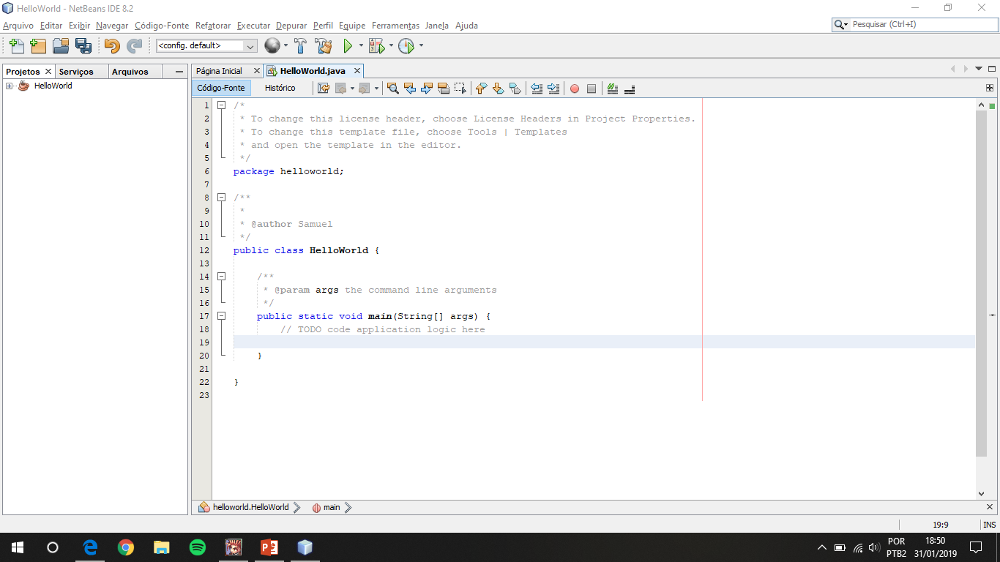 HelloWorld - NetBeans IDE 8.2
Arquivo Editar Exibir Navegar Código-Fonte Refatorar Executar Depurar Perfil Equipe Ferramentas Janela Ajuda
Pesquisar (Ctrl+I)
<config. default>
Projetos Serviços Arquivos
HelloWorld
Página Inicial HelloWorld.java
Código-Fonte Histórico
1 /*
2 * To change this license header, choose License Headers in Project Properties.
3 * To change this template file, choose Tools | Templates
4 * and open the template in the editor.
5 */
6 package helloworld;
7
8 /**
9 *
10 * @author Samuel
11 */
12 public class HelloWorld {
13
14 /**
15 * @param args the command line arguments
16 */
17 public static void main(String[] args) {
18 // TODO code application logic here
19
20 }
21
22 }
23
helloworld.HelloWorld main
19:9 INS
POR 18:50
PTB2 31/01/2019